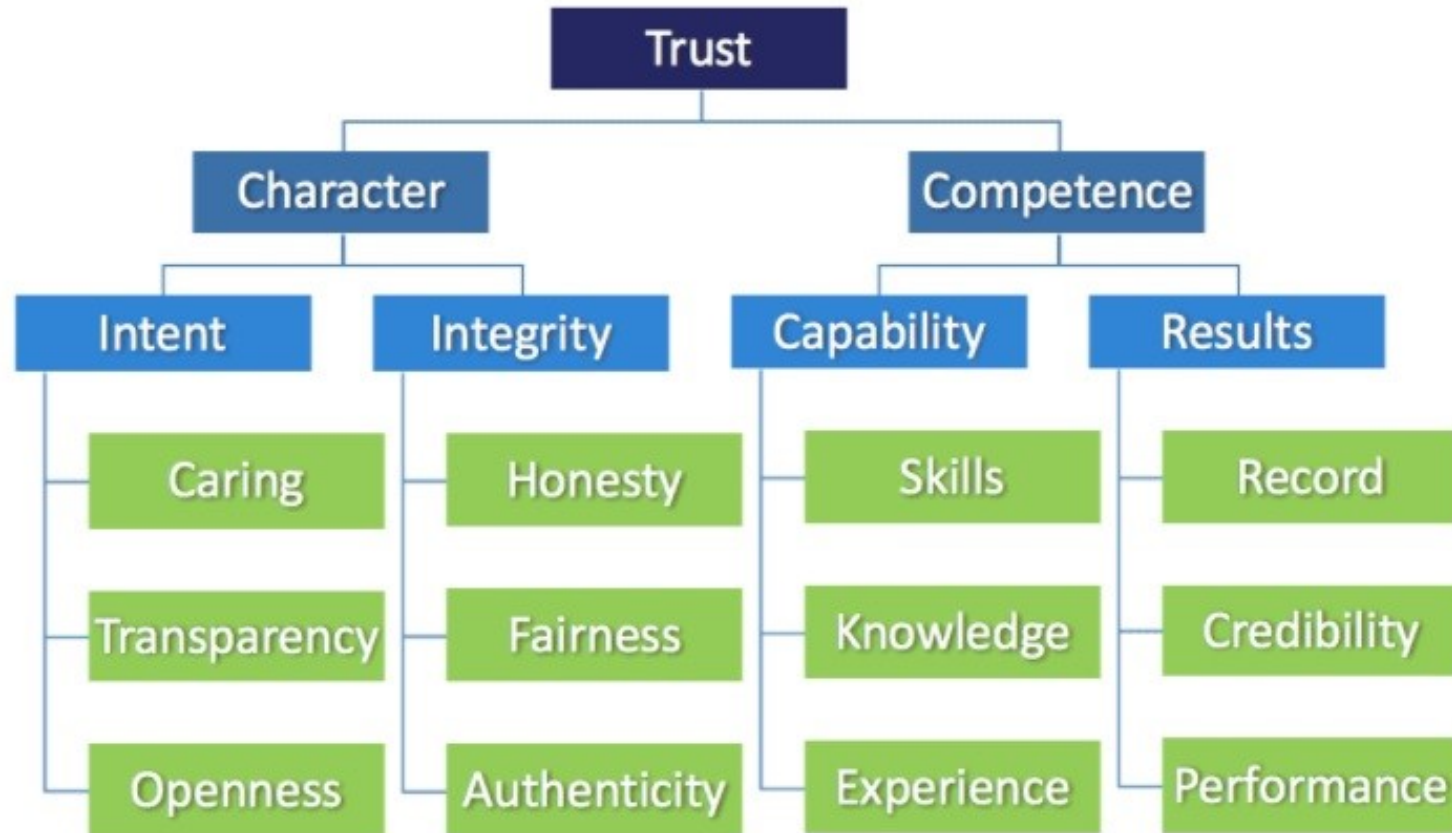 Trust
Character
Competence
Intent
Integrity
Capability
Results
Caring
Honesty
Skills
Record
Transparency
Fairness
Knowledge
Credibility
Openness
Authenticity
Experience
Performance